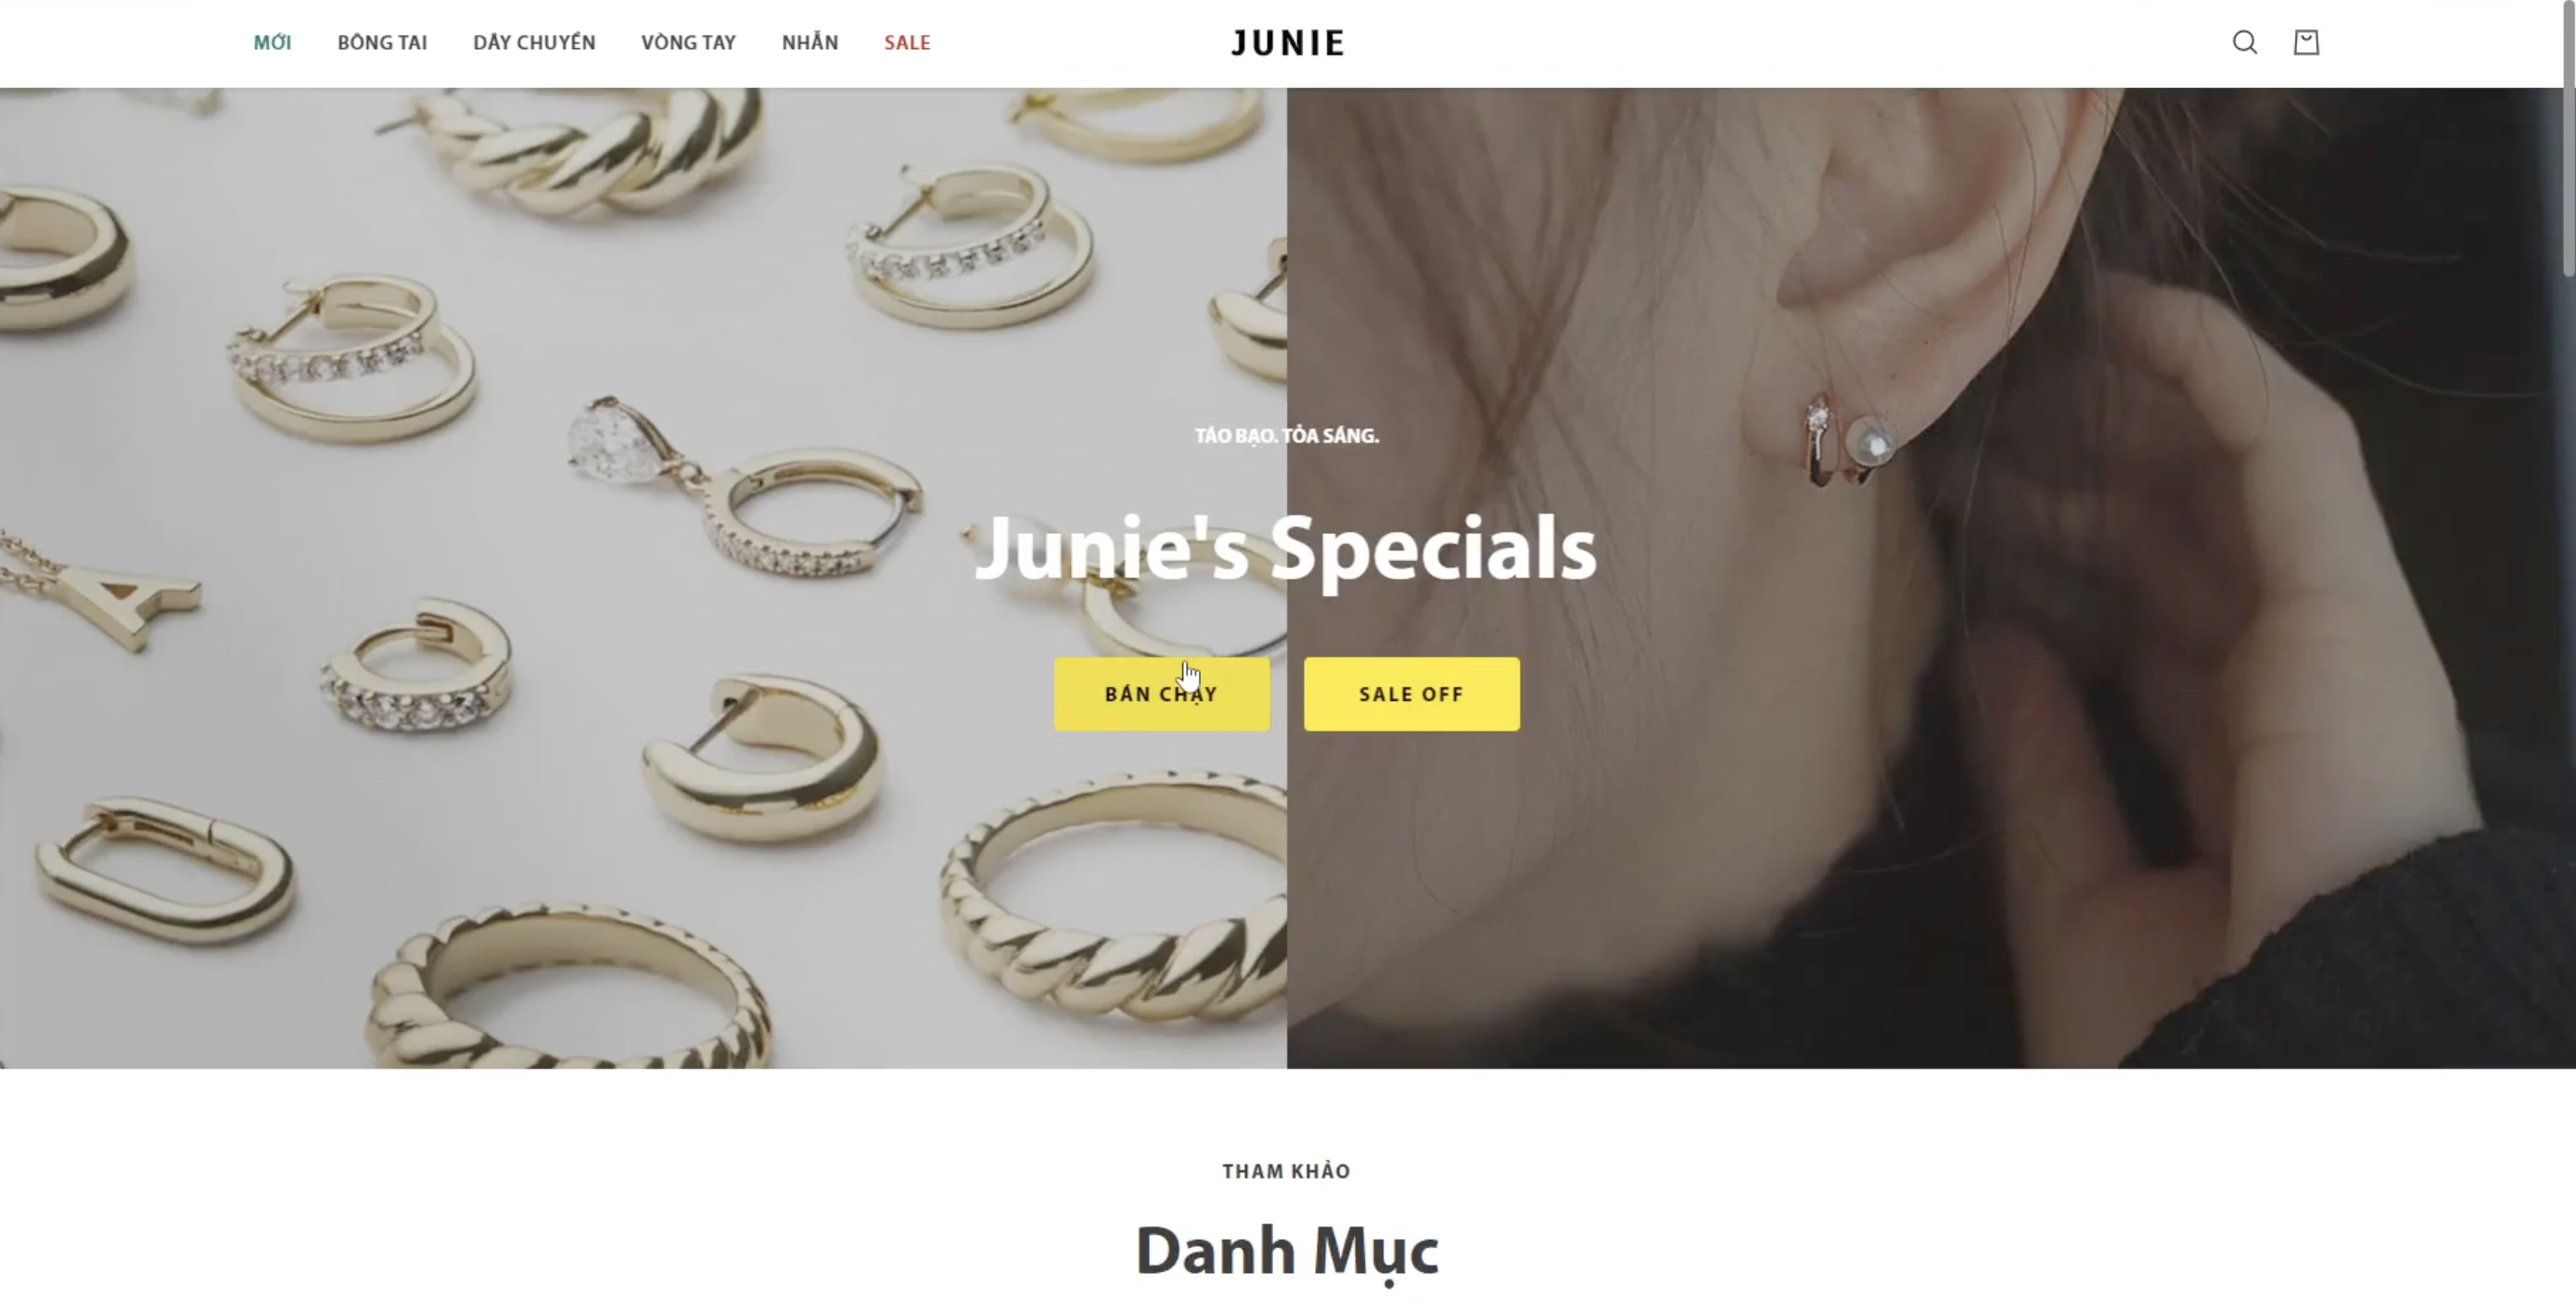 MỚI BÔNG TAI DÂY CHUYỀN VÒNG TAY NHẪN SALE JUNIE
TÁO BẠO. TỎA SÁNG.
Junie's Specials
BÁN CHẠY SALE OFF
THAM KHẢO
Danh Mục